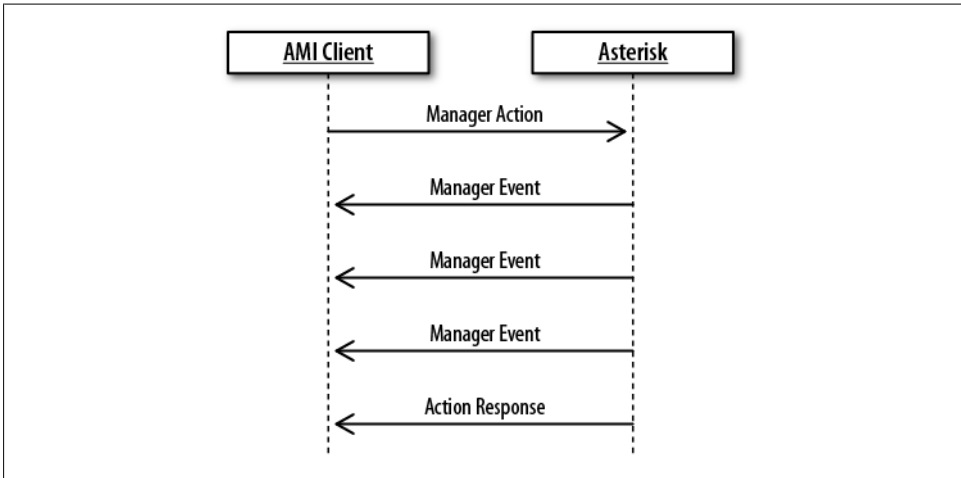 AMI Client
Asterisk
Manager Action
Manager Event
Manager Event
Manager Event
Action Response